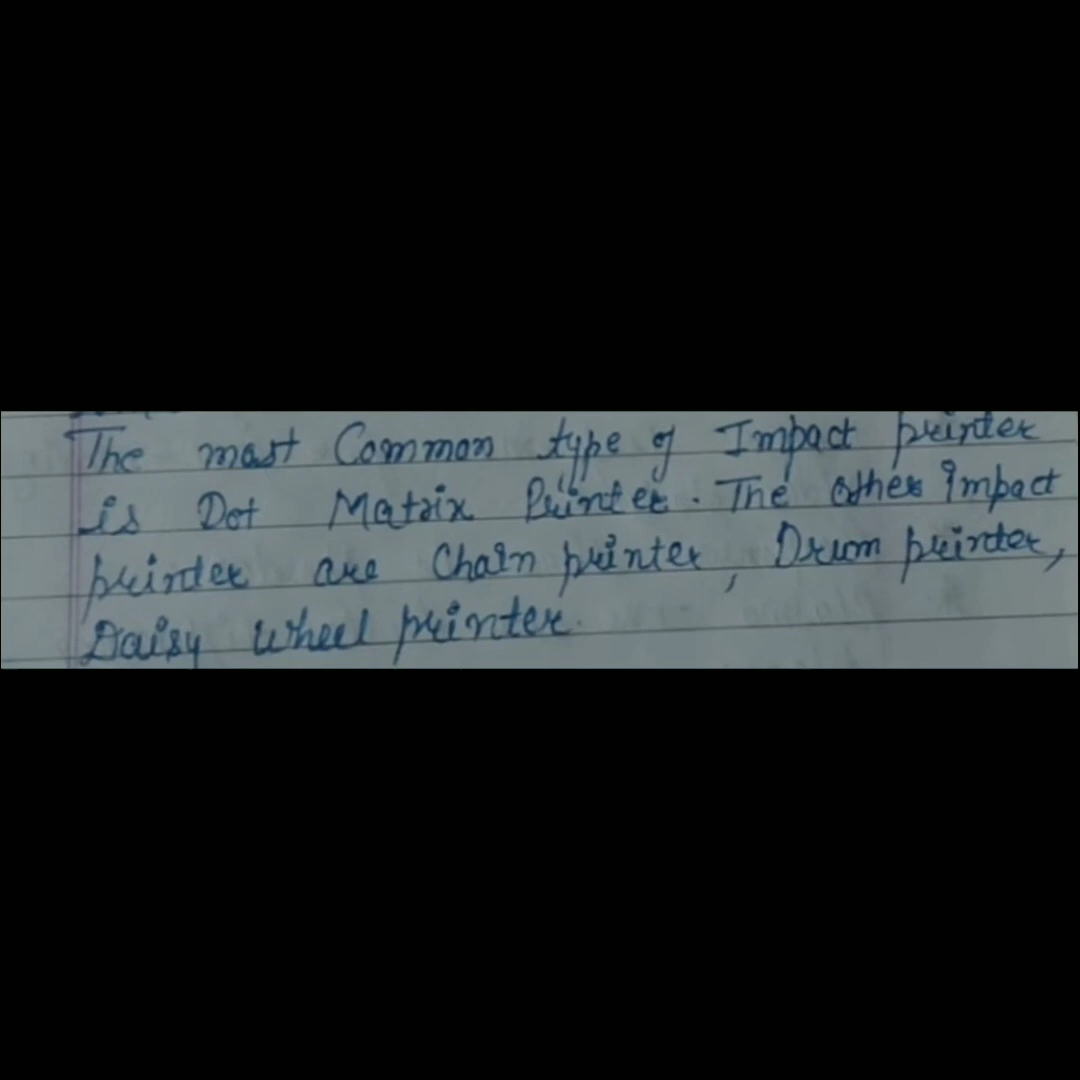 The most Common type of Impact printer
is Dot Matrix Printer. The other Impact
printer are Chain printer, Drum printer,
Daisy Wheel printer.